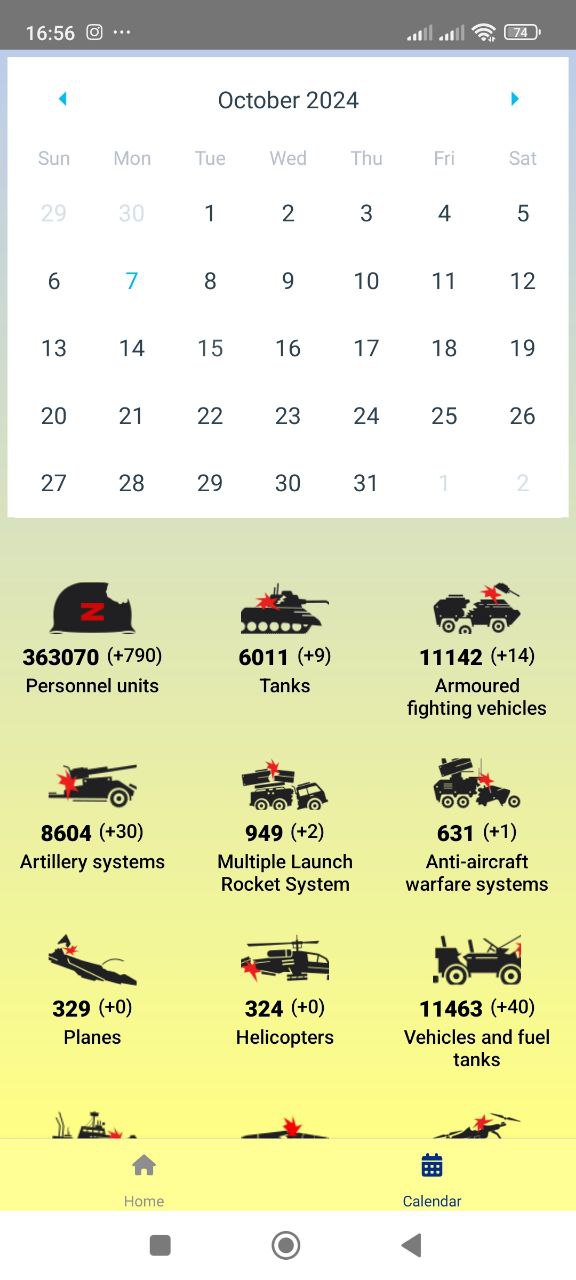 16:56
74
October 2024
Sun Mon Tue Wed Thu Fri Sat
29 30 1 2 3 4 5
6 7 8 9 10 11 12
13 14 15 16 17 18 19
20 21 22 23 24 25 26
27 28 29 30 31 1 2
Z
363070 (+790) 6011 (+9) 11142 (+14)
Personnel units Tanks Armoured
fighting vehicles
8604 (+30) 949 (+2) 631 (+1)
Artillery systems Multiple Launch Anti-aircraft
Rocket System warfare systems
329 (+0) 324 (+0) 11463 (+40)
Planes Helicopters Vehicles and fuel
tanks
Home Calendar